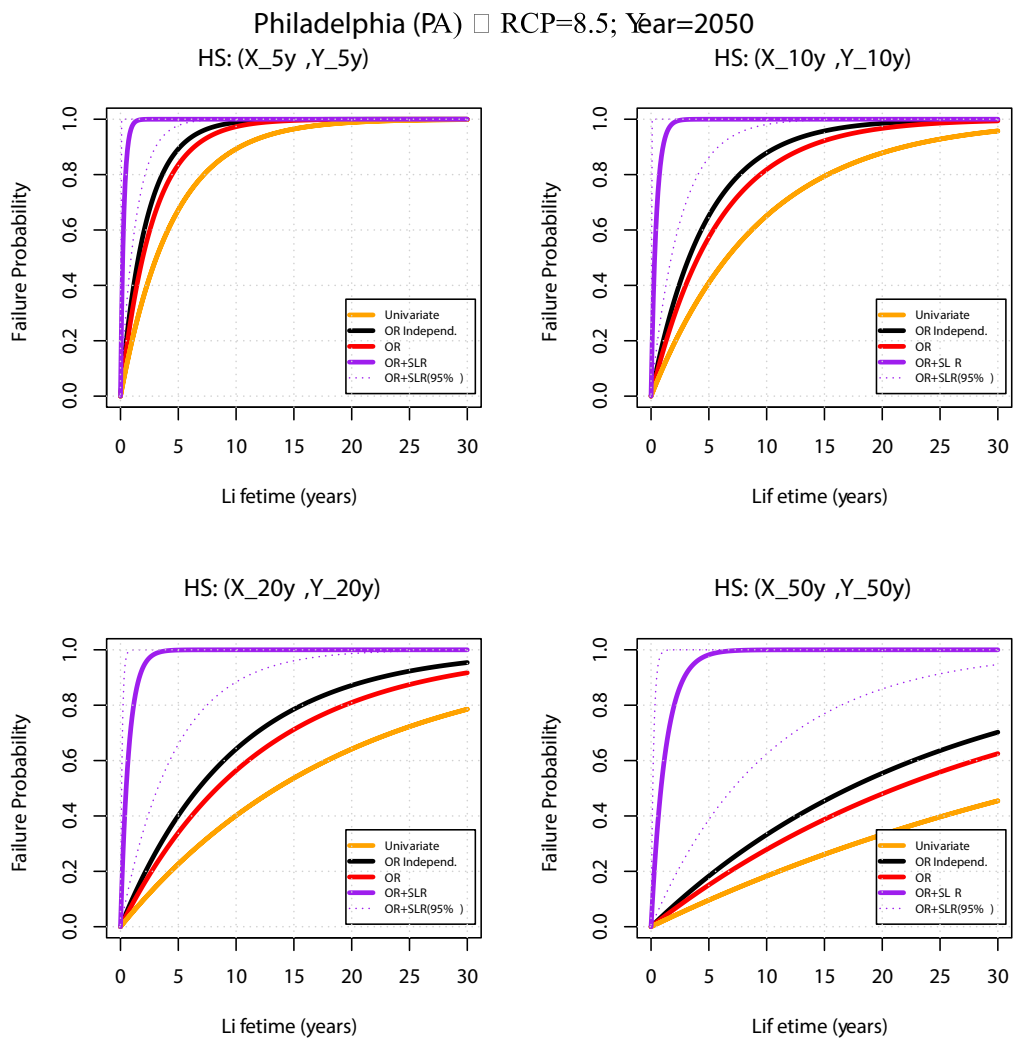 Philadelphia (PA) □ RCP=8.5; Year=2050
HS: (X_5y ,Y_5y)
Failure Probability
1.0
0.8
0.6
0.4
0.2
0.0
Univariate
OR Independ.
OR
OR+SLR
OR+SLR(95% )
0 5 10 15 20 25 30
Li fetime (years)
HS: (X_10y ,Y_10y)
Failure Probability
1.0
0.8
0.6
0.4
0.2
0.0
Univariate
OR Independ.
OR
OR+SL R
OR+SLR(95% )
0 5 10 15 20 25 30
Lif etime (years)
HS: (X_20y ,Y_20y)
Failure Probability
1.0
0.8
0.6
0.4
0.2
0.0
Univariate
OR Independ.
OR
OR+SLR
OR+SLR(95% )
0 5 10 15 20 25 30
Li fetime (years)
HS: (X_50y ,Y_50y)
Failure Probability
1.0
0.8
0.6
0.4
0.2
0.0
Univariate
OR Independ.
OR
OR+SL R
OR+SLR(95% )
0 5 10 15 20 25 30
Lif etime (years)